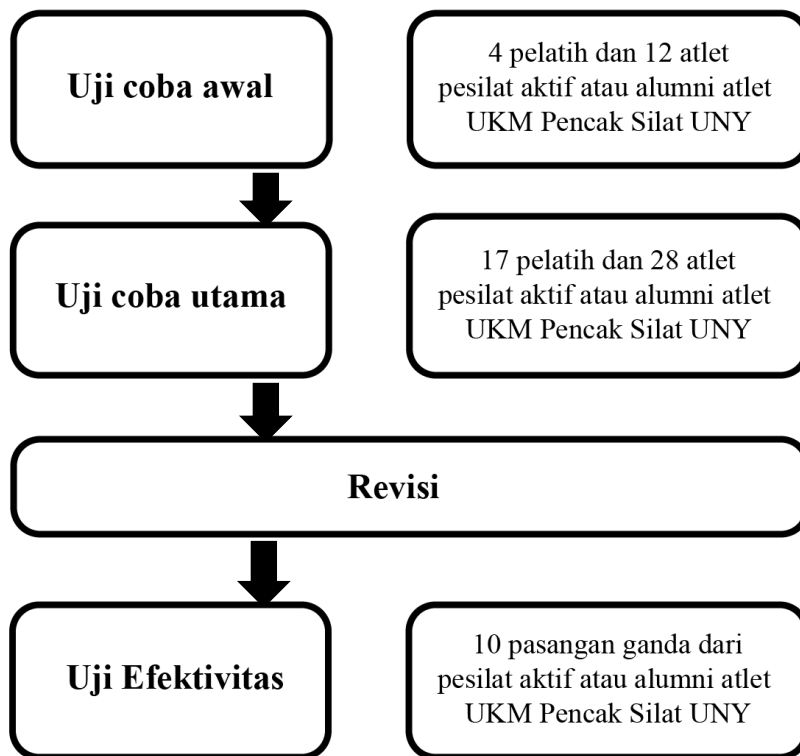 Uji coba awal
4 pelatih dan 12 atlet
pesilat aktif atau alumni atlet
UKM Pencak Silat UNY
Uji coba utama
17 pelatih dan 28 atlet
pesilat aktif atau alumni atlet
UKM Pencak Silat UNY
Revisi
Uji Efektivitas
10 pasangan ganda dari
pesilat aktif atau alumni atlet
UKM Pencak Silat UNY